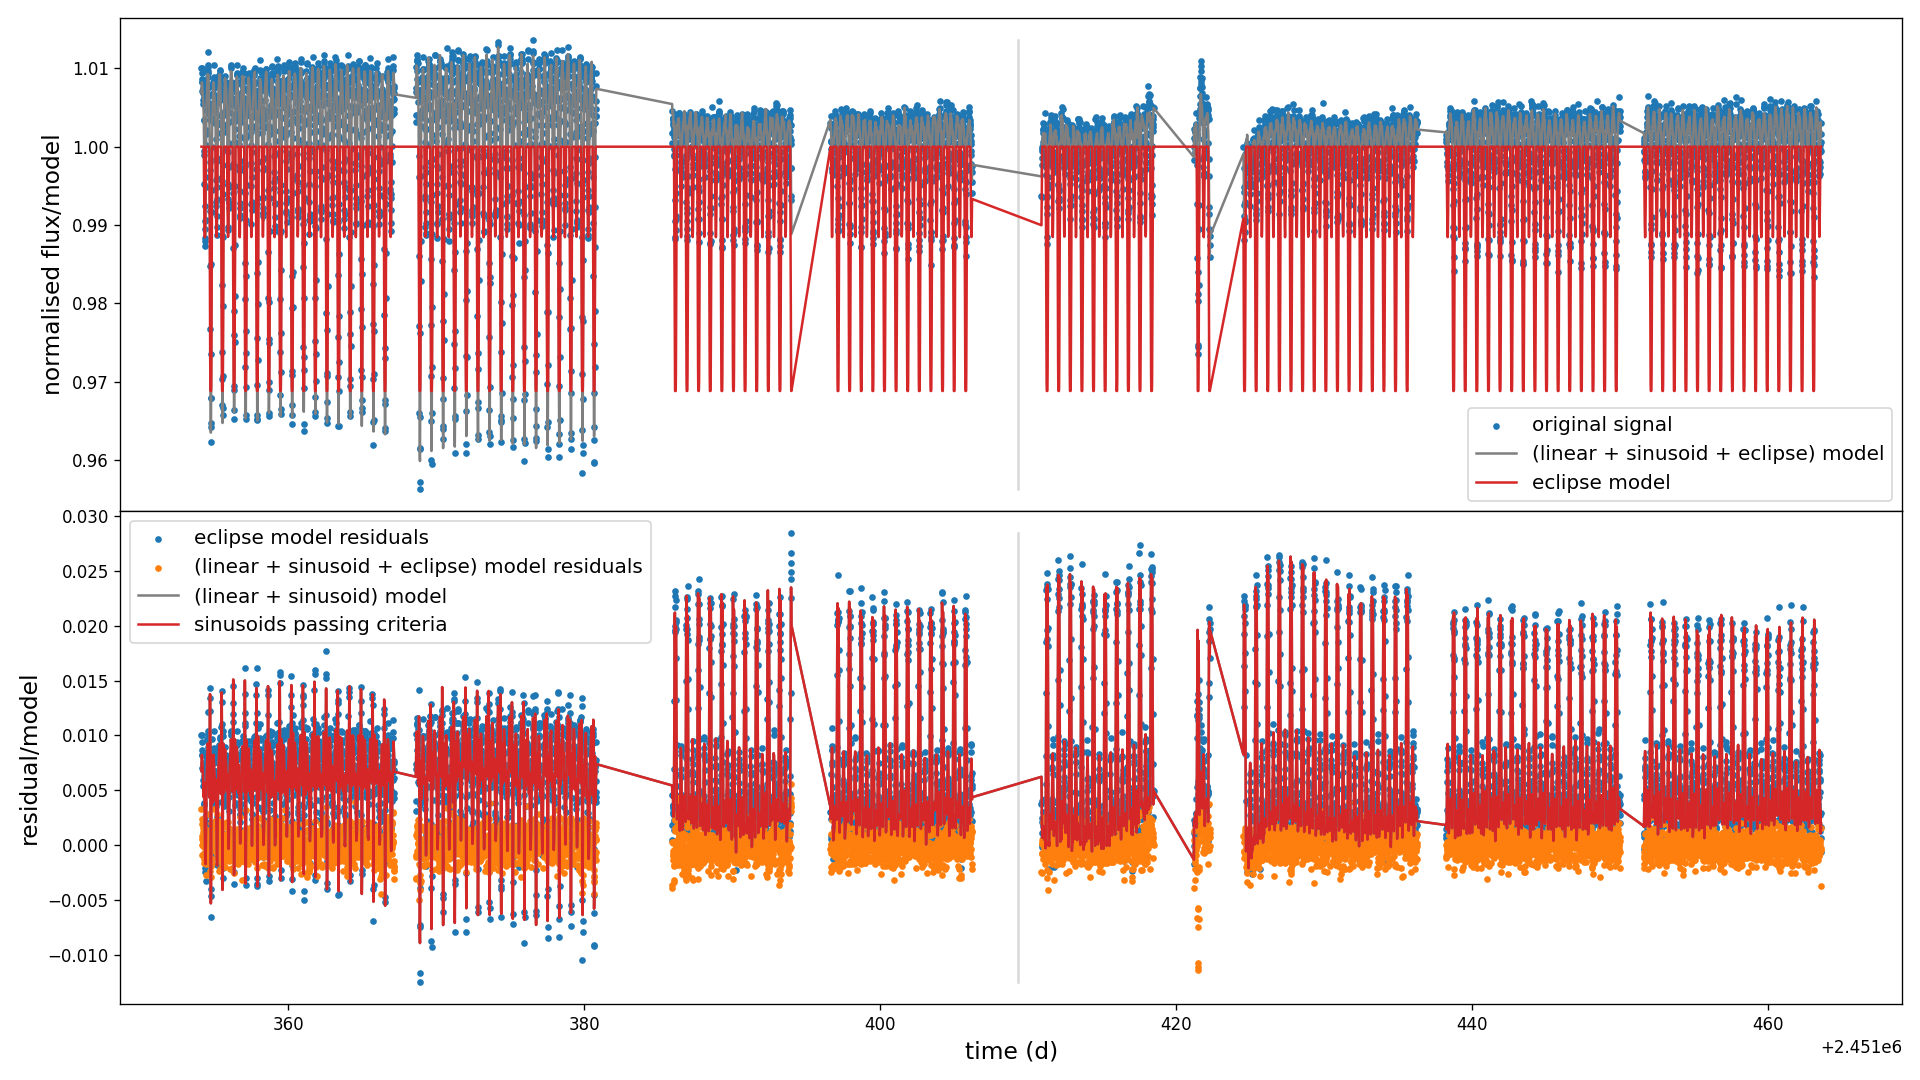 1.01
1.00
0.99
0.98
0.97
0.96
normalised flux/model
original signal
(linear + sinusoid + eclipse) model
eclipse model
0.030
0.025
0.020
0.015
0.010
0.005
0.000
−0.005
−0.010
residual/model
eclipse model residuals
(linear + sinusoid + eclipse) model residuals
(linear + sinusoid) model
sinusoids passing criteria
360
380
400
420
440
460
time (d)
+2.451e6